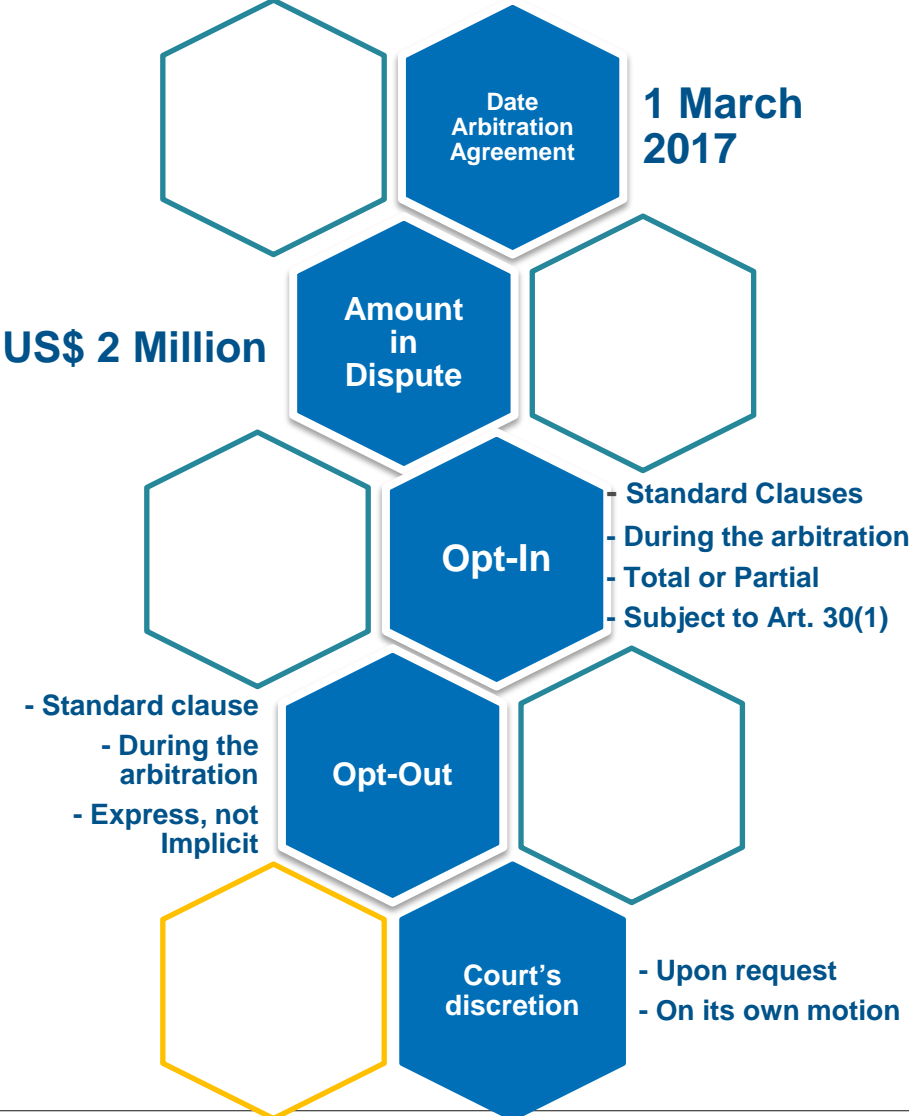 Date
Arbitration
Agreement
1 March
2017
Amount
in
Dispute
US$ 2 Million
Opt-In
- Standard Clauses
- During the arbitration
- Total or Partial
- Subject to Art. 30(1)
Opt-Out
- Standard clause
- During the
arbitration
- Express, not
Implicit
Court's
discretion
- Upon request
- On its own motion